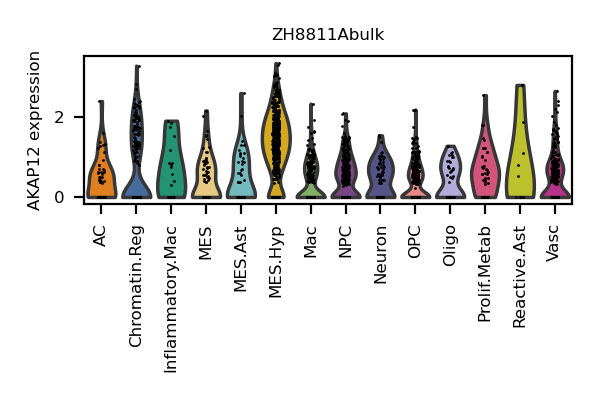 ZH8811Abulk
AKAP12 expression
2
0
AC
Chromatin.Reg
Inflammatory.Mac
MES
MES.Ast
MES.Hyp
Mac
NPC
Neuron
OPC
Oligo
Prolif.Metab
Reactive.Ast
Vasc